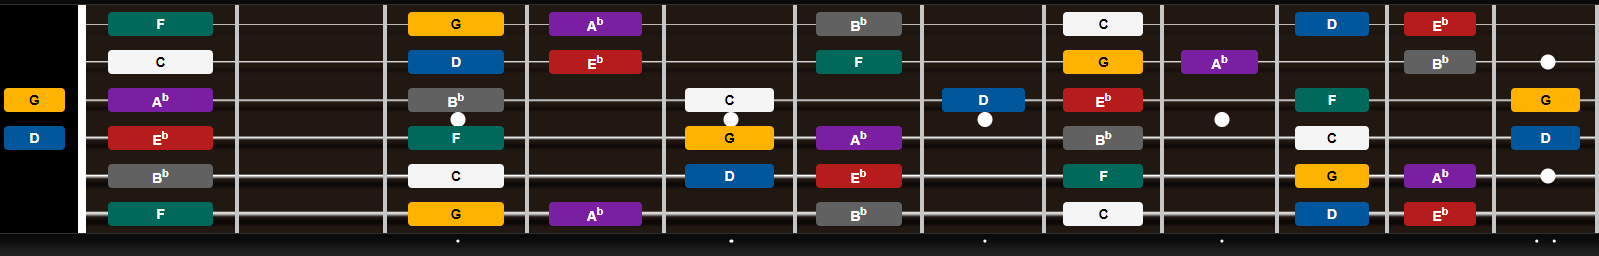 F G A♭ B♭ C D E♭
C D E♭ F G A♭ B♭
G A♭ B♭ C D E♭ F G
D E♭ F G A♭ B♭ C D
B♭ C D E♭ F G A♭
F G A♭ B♭ C D E♭